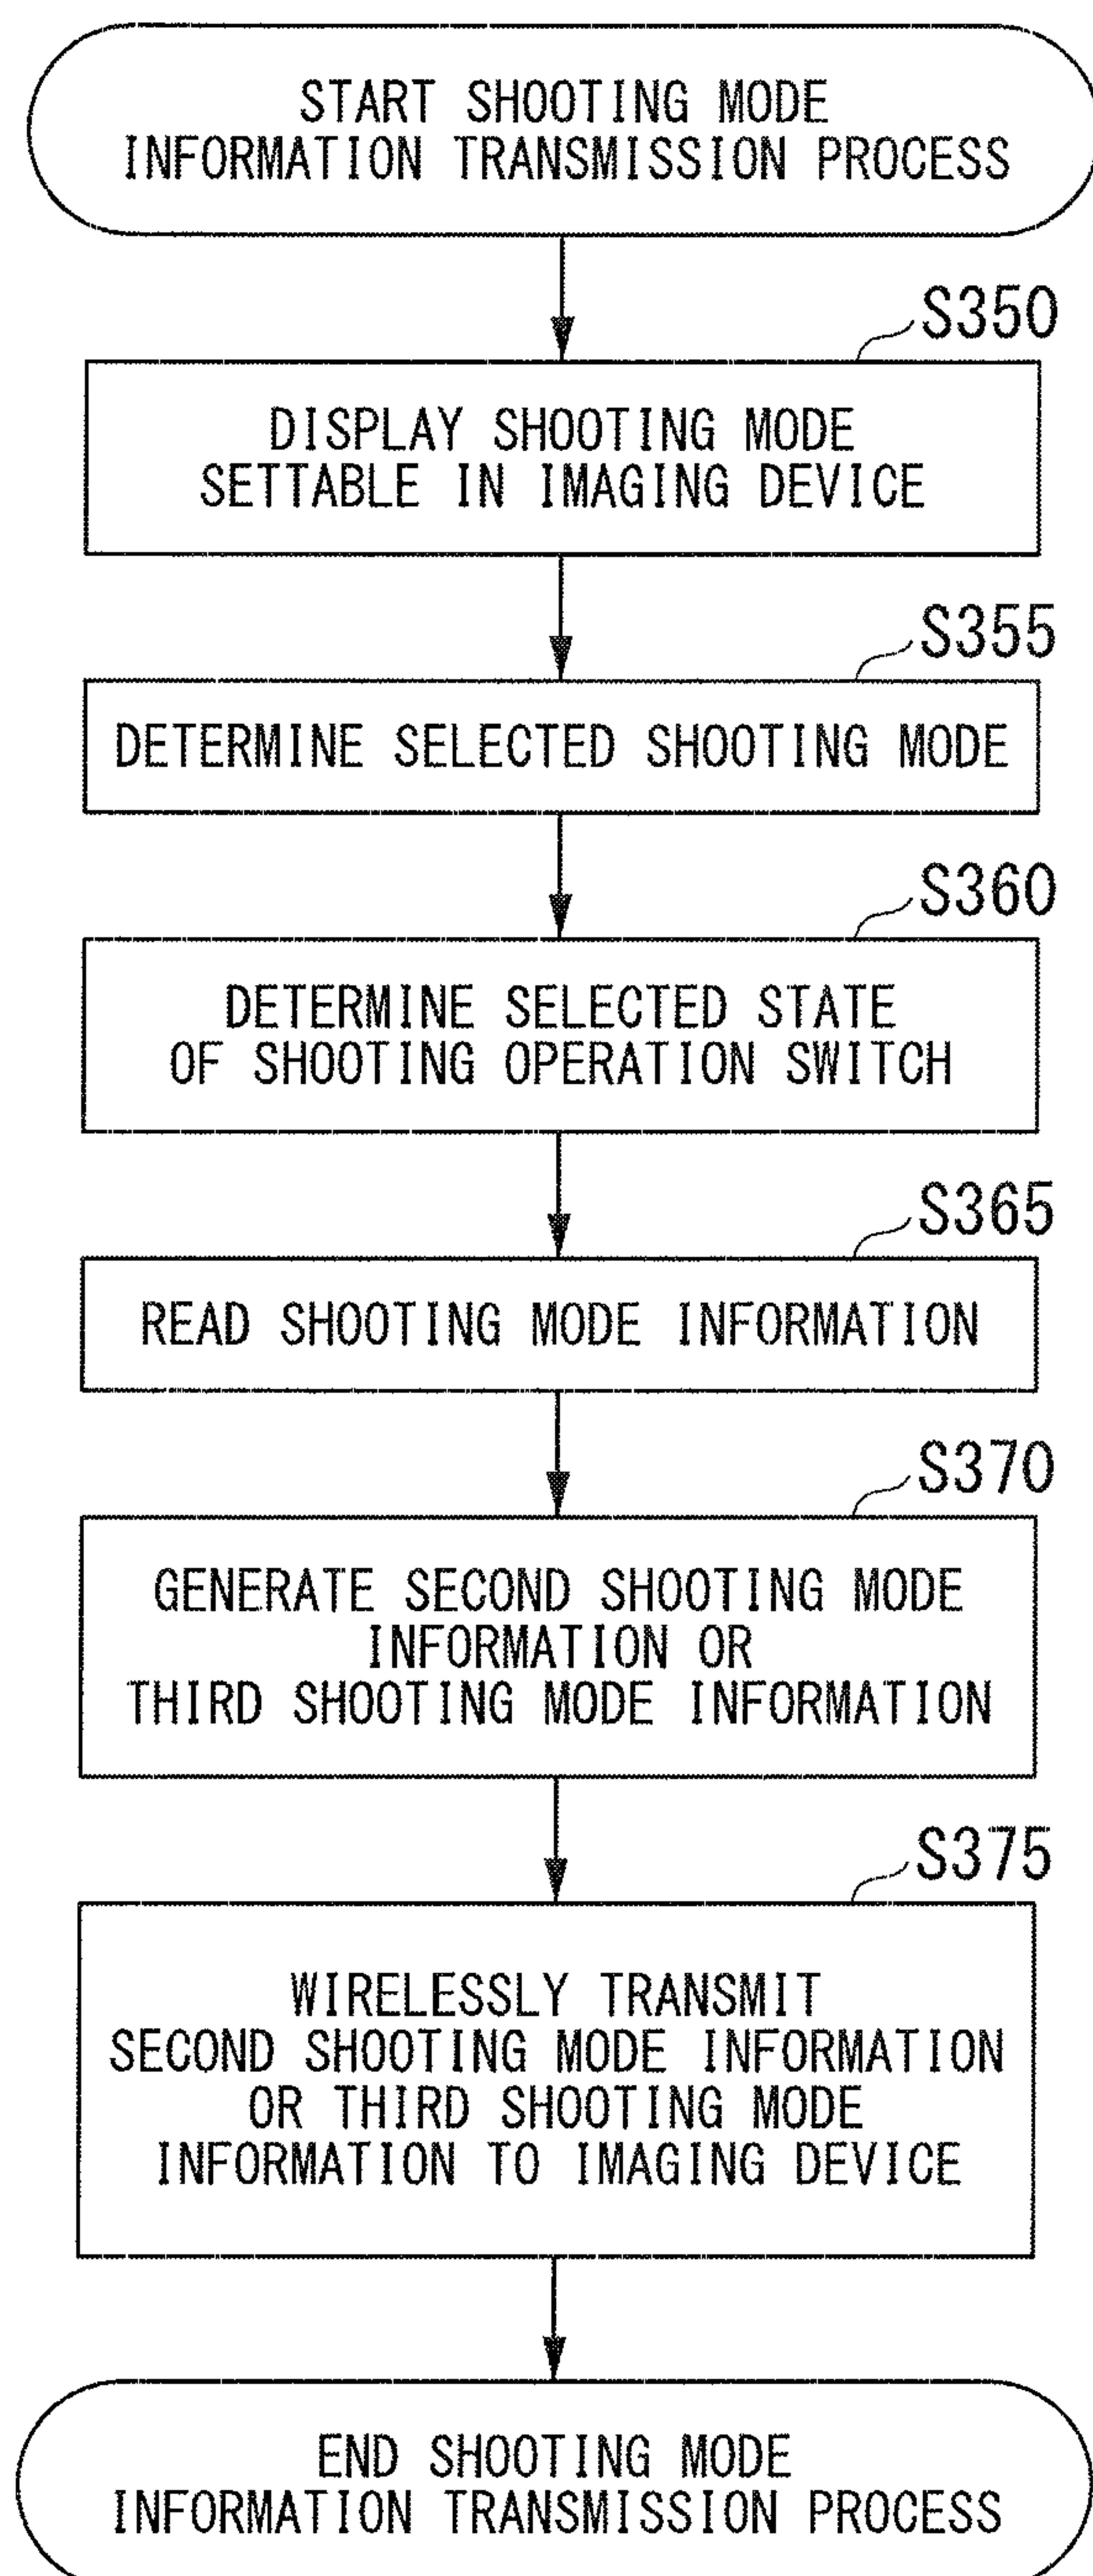 START SHOOTING MODE
INFORMATION TRANSMISSION PROCESS
S350
DISPLAY SHOOTING MODE
SETTABLE IN IMAGING DEVICE
S355
DETERMINE SELECTED SHOOTING MODE
S360
DETERMINE SELECTED STATE
OF SHOOTING OPERATION SWITCH
S365
READ SHOOTING MODE INFORMATION
S370
GENERATE SECOND SHOOTING MODE
INFORMATION OR
THIRD SHOOTING MODE INFORMATION
S375
WIRELESSLY TRANSMIT
SECOND SHOOTING MODE INFORMATION
OR THIRD SHOOTING MODE
INFORMATION TO IMAGING DEVICE
END SHOOTING MODE
INFORMATION TRANSMISSION PROCESS